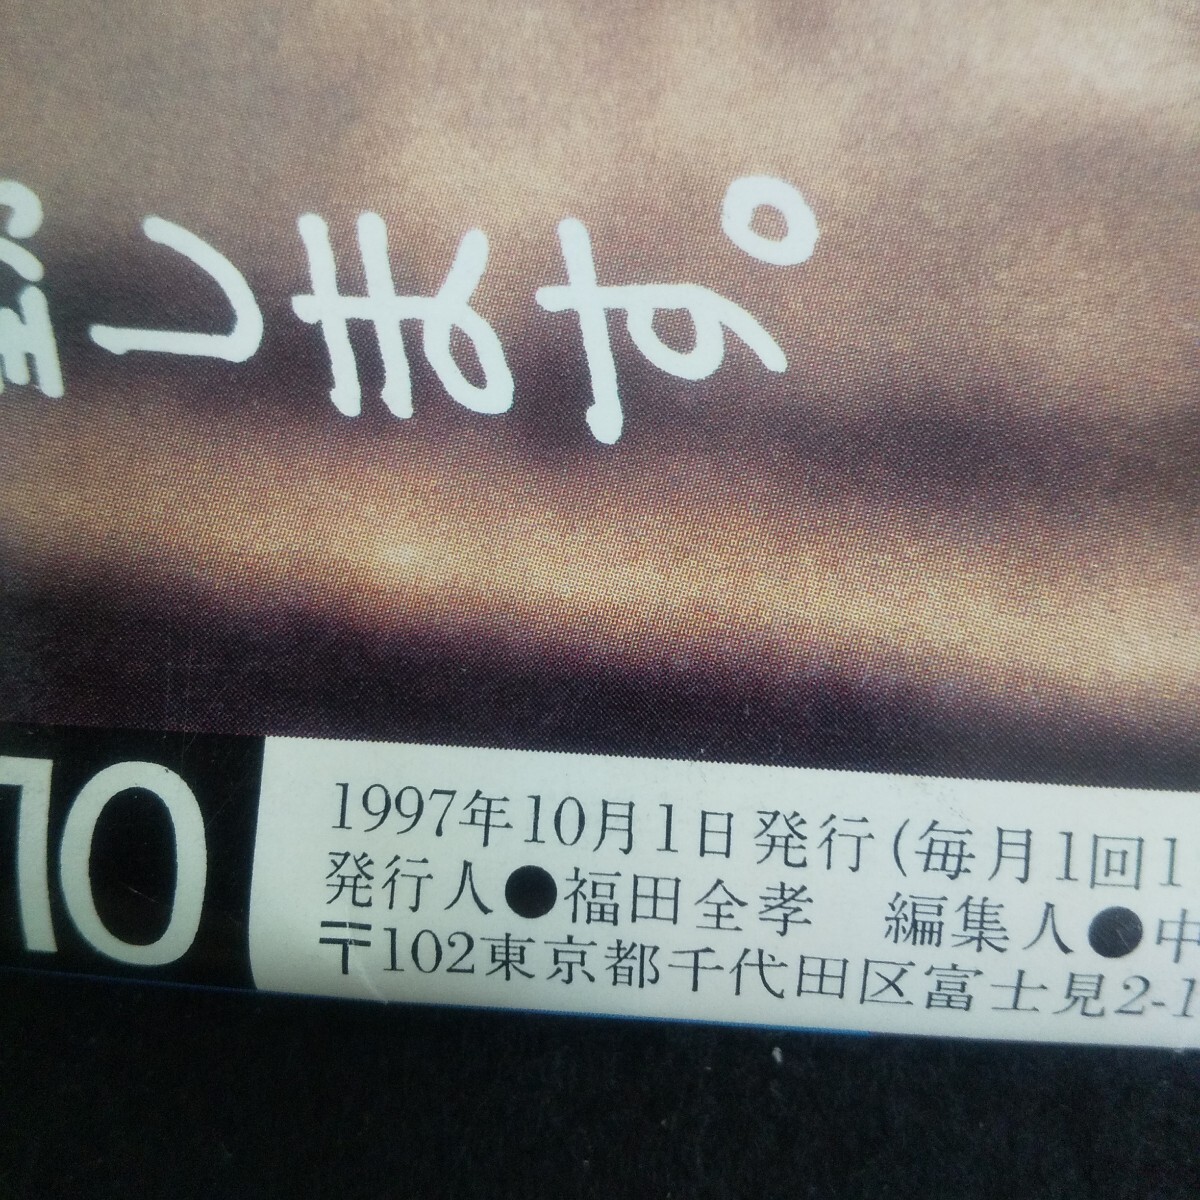 します。
10
1997年10月1日発行(毎月1回1
発行人●福田全孝 編集人●中
〒102東京都千代田区富士見2-1